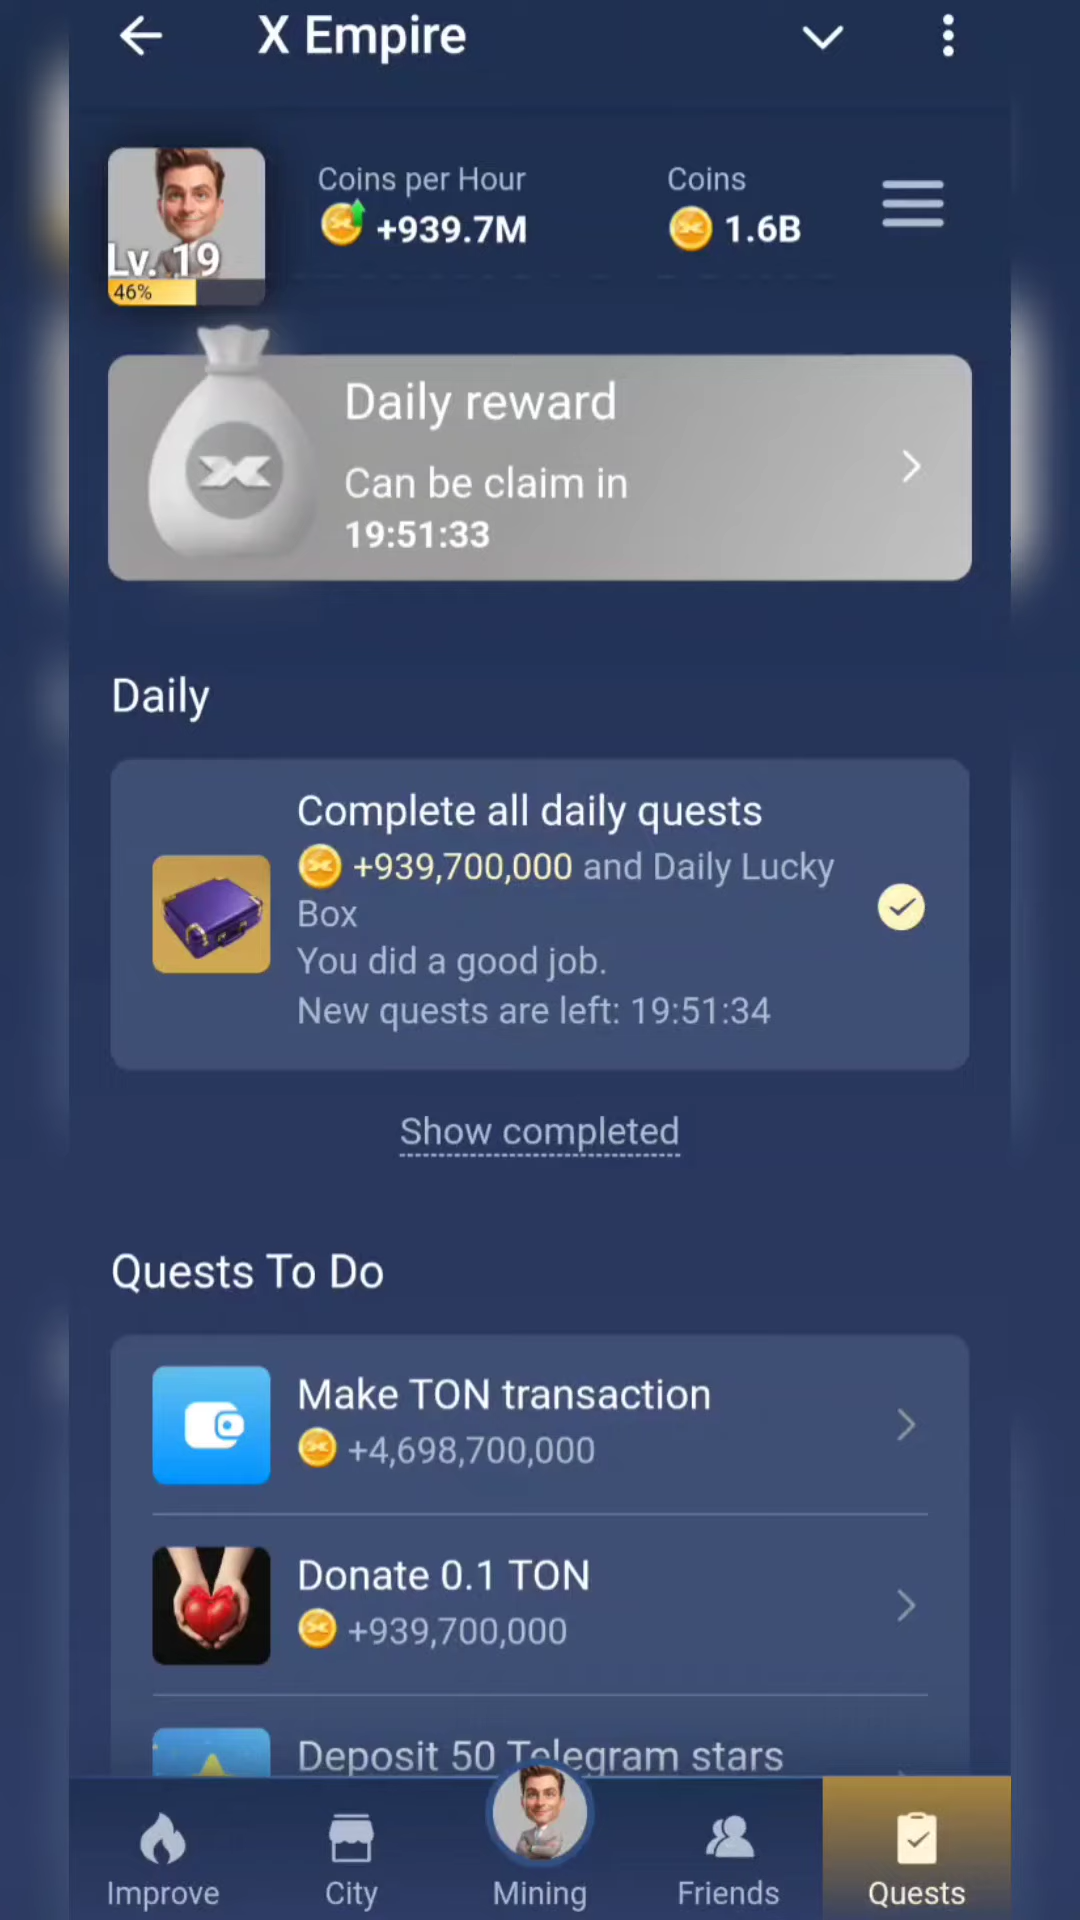 X Empire
Coins per Hour
+939.7M
Coins
1.6B
Lv. 19
46%
Daily reward
Can be claim in
19:51:33
Daily
Complete all daily quests
+939,700,000 and Daily Lucky
Box
You did a good job.
New quests are left: 19:51:34
Show completed
Quests To Do
Make TON transaction
+4,698,700,000
Donate 0.1 TON
+939,700,000
Deposit 50 Telegram stars
Improve
City
Mining
Friends
Quests